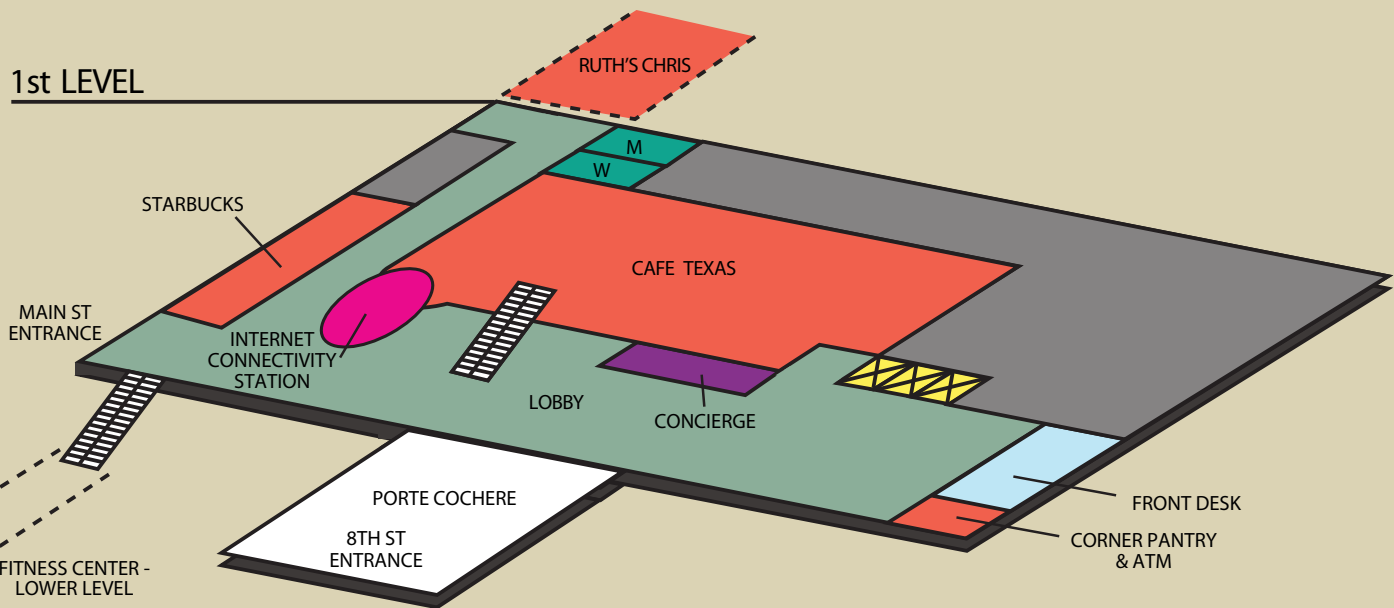 RUTH'S CHRIS
1st LEVEL
M
W
STARBUCKS
CAFE TEXAS
MAIN ST
ENTRANCE
INTERNET
CONNECTIVITY
STATION
LOBBY
CONCIERGE
PORTE COCHERE
8TH ST
ENTRANCE
FRONT DESK
CORNER PANTRY
& ATM
FITNESS CENTER -
LOWER LEVEL